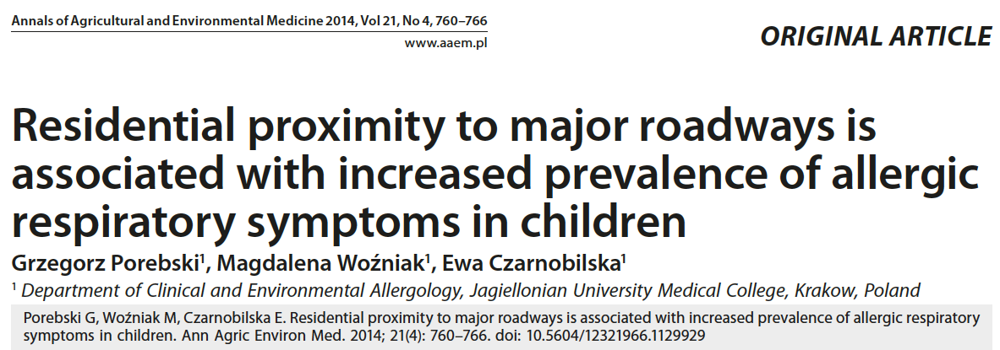 Annals of Agricultural and Environmental Medicine 2014, Vol 21, No 4, 760–766
www.aaem.pl
ORIGINAL ARTICLE
Residential proximity to major roadways is
associated with increased prevalence of allergic
respiratory symptoms in children
Grzegorz Porebski¹, Magdalena Woźniak¹, Ewa Czarnobilska¹
¹ Department of Clinical and Environmental Allergology, Jagiellonian University Medical College, Krakow, Poland
Porebski G, Woźniak M, Czarnobilska E. Residential proximity to major roadways is associated with increased prevalence of allergic respiratory
symptoms in children. Ann Agric Environ Med. 2014; 21(4): 760–766. doi: 10.5604/12321966.1129929